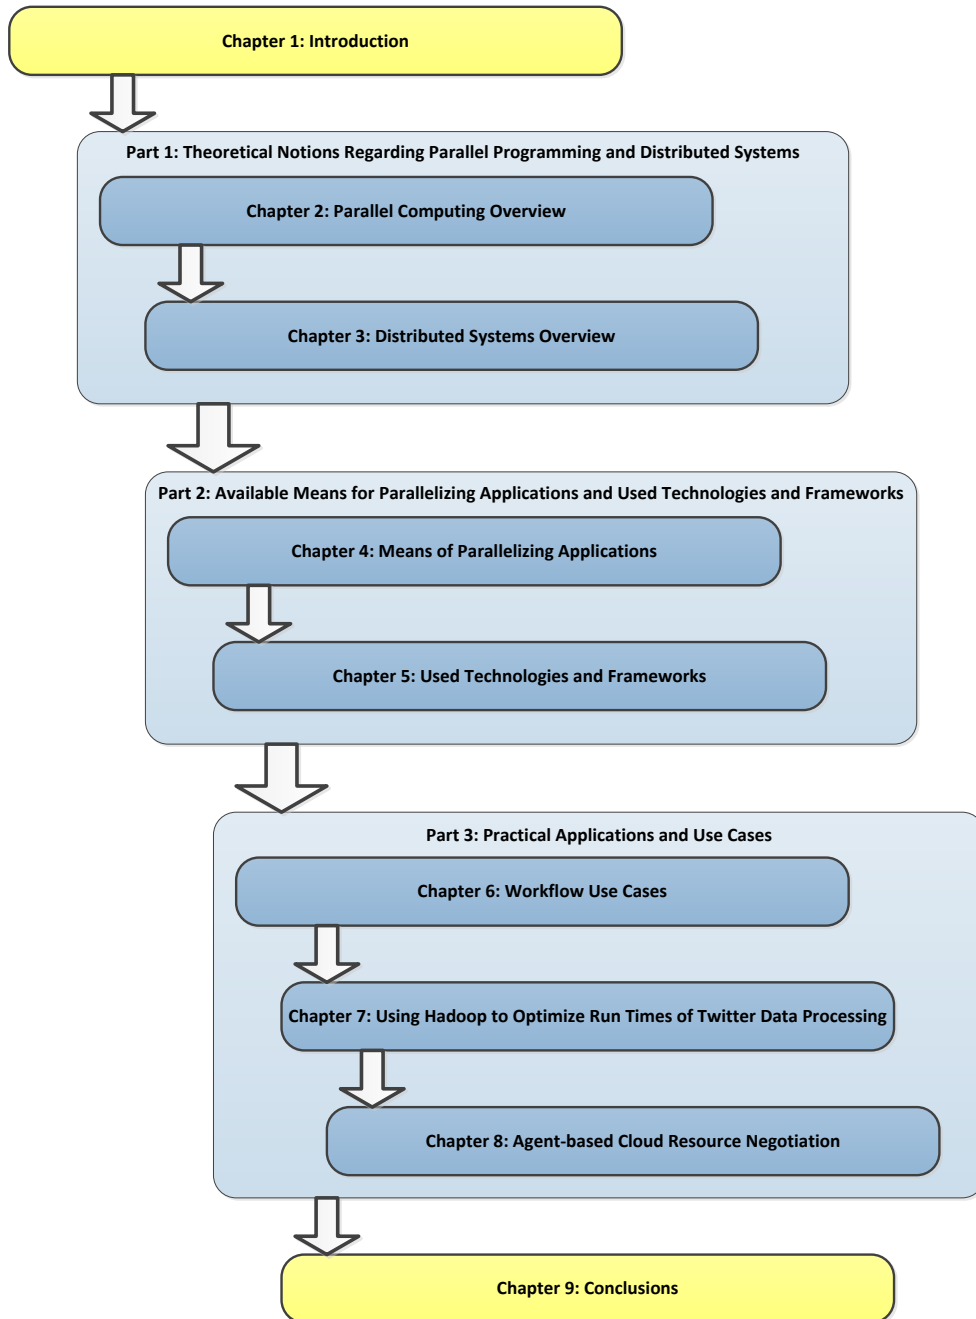 Chapter 1: Introduction
Part 1: Theoretical Notions Regarding Parallel Programming and Distributed Systems
Chapter 2: Parallel Computing Overview
Chapter 3: Distributed Systems Overview
Part 2: Available Means for Parallelizing Applications and Used Technologies and Frameworks
Chapter 4: Means of Parallelizing Applications
Chapter 5: Used Technologies and Frameworks
Part 3: Practical Applications and Use Cases
Chapter 6: Workflow Use Cases
Chapter 7: Using Hadoop to Optimize Run Times of Twitter Data Processing
Chapter 8: Agent-based Cloud Resource Negotiation
Chapter 9: Conclusions